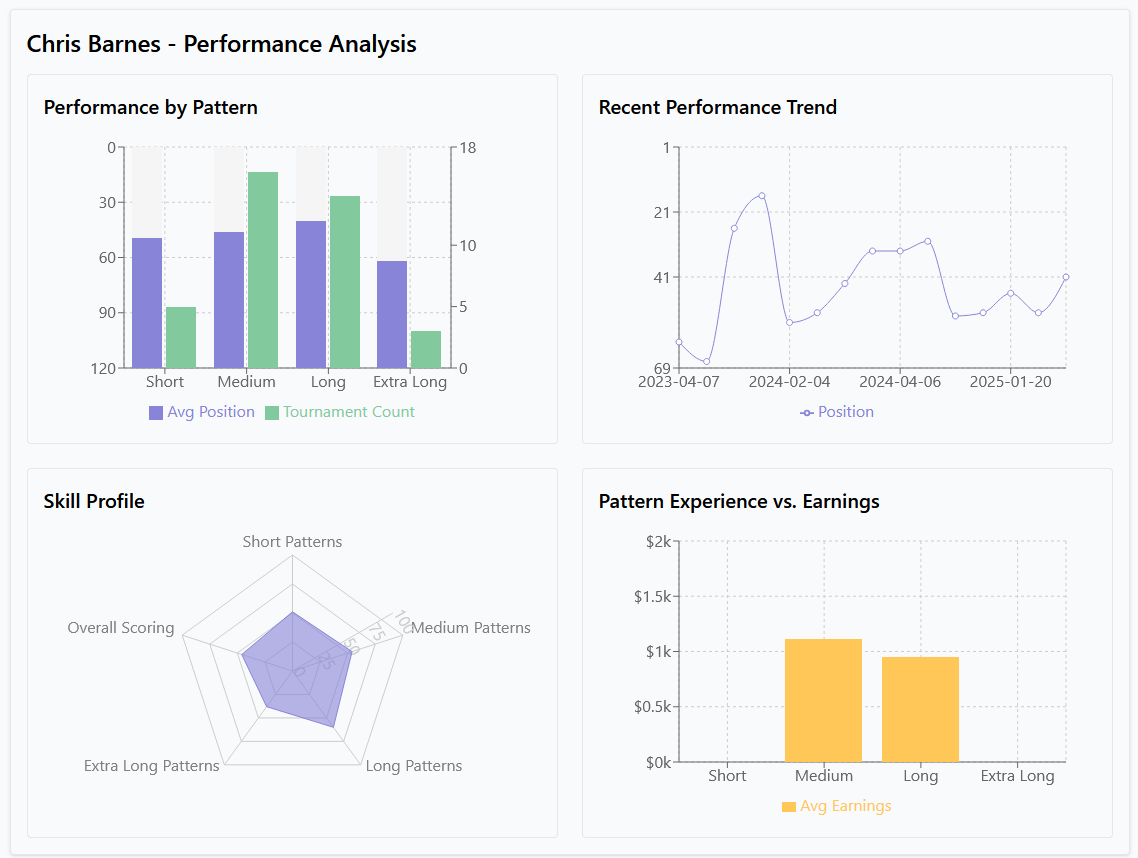 Chris Barnes - Performance Analysis
Performance by Pattern
0
30
60
90
120
18
10
5
0
Short Medium Long Extra Long
Avg Position Tournament Count
Recent Performance Trend
1
21
41
69
2023-04-07 2024-02-04 2024-04-06 2025-01-20
Position
Skill Profile
Short Patterns
Overall Scoring
Medium Patterns
Extra Long Patterns
Long Patterns
0 25 50 75 100
Pattern Experience vs. Earnings
$2k
$1.5k
$1k
$0.5k
$0k
Short Medium Long Extra Long
Avg Earnings